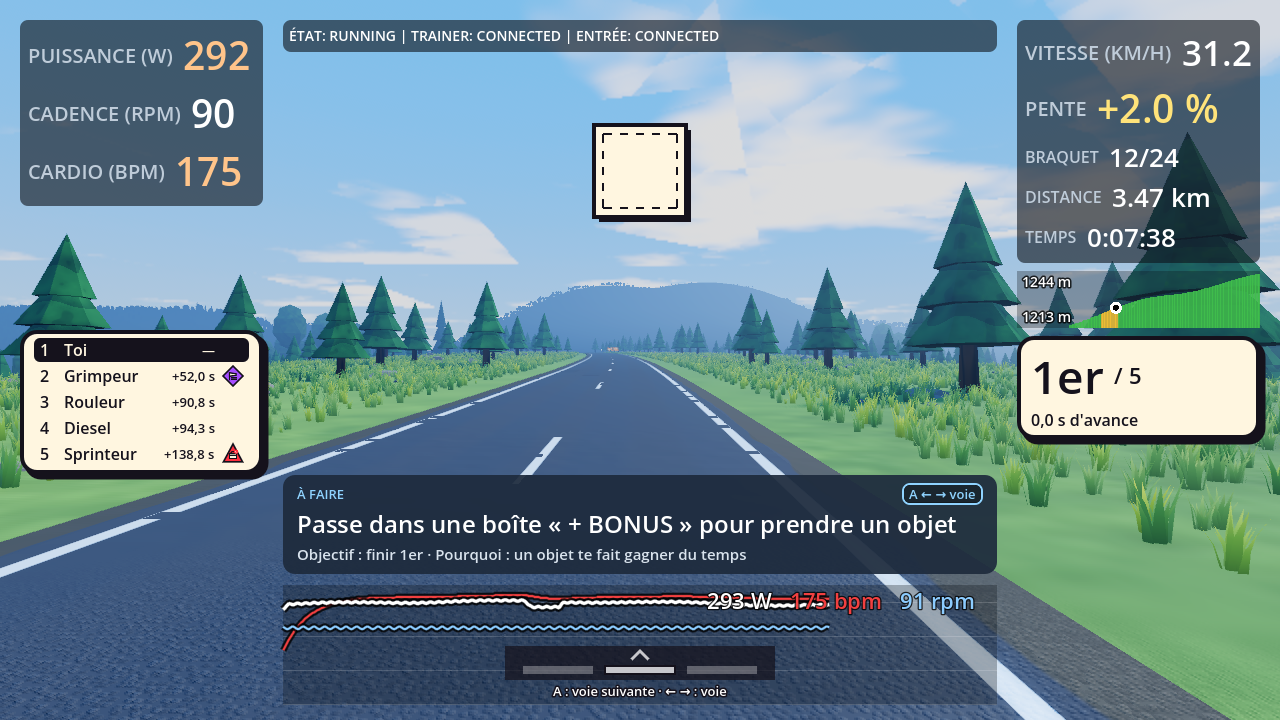 PUISSANCE (W) 292
CADENCE (RPM) 90
CARDIO (BPM) 175
ÉTAT: RUNNING | TRAINER: CONNECTED | ENTRÉE: CONNECTED
VITESSE (KM/H) 31.2
PENTE +2.0 %
BRAQUET 12/24
DISTANCE 3.47 km
TEMPS 0:07:38
1244 m
1213 m
1 Toi —
2 Grimpeur +52,0 s
3 Rouleur +90,8 s
4 Diesel +94,3 s
5 Sprinteur +138,8 s
1er / 5
0,0 s d'avance
À FAIRE
A ← → voie
Passe dans une boîte « + BONUS » pour prendre un objet
Objectif : finir 1er · Pourquoi : un objet te fait gagner du temps
293 W 175 bpm 91 rpm
A : voie suivante · ← → : voie